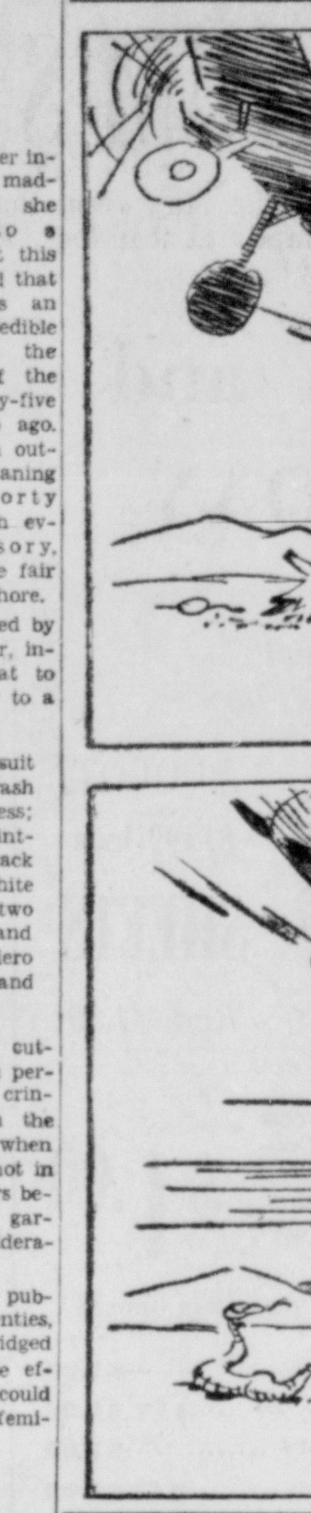 er in-
mad-
she
to a
t this
l that
s an
edible
the
f the
y-five
ago.
out-
aning
orty
h ev-
sory,
e fair
hore.
ed by
r, in-
at to
to a
suit
ash
ess;
int-
ack
hite
two
and
lero
and
cut-
per-
crin-
n the
when
not in
rs be-
gar-
dera-
pub-
nties,
idged
e ef-
could
femi-